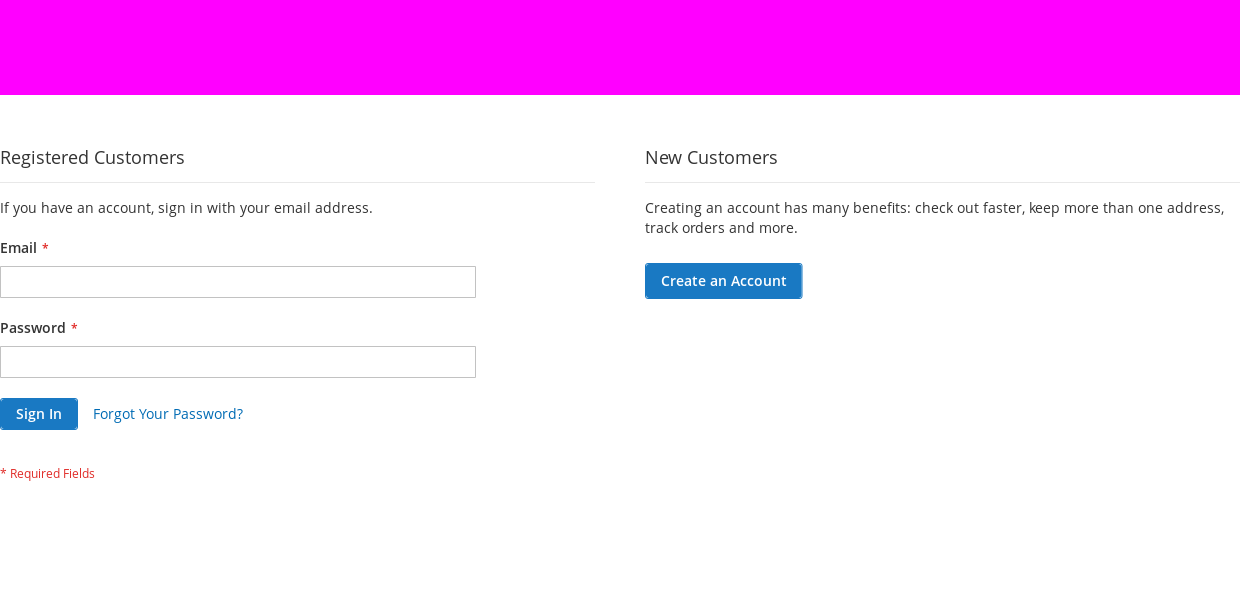 Registered Customers
If you have an account, sign in with your email address.
Email *
Password *
Sign In
Forgot Your Password?
* Required Fields
New Customers
Creating an account has many benefits: check out faster, keep more than one address,
track orders and more.
Create an Account